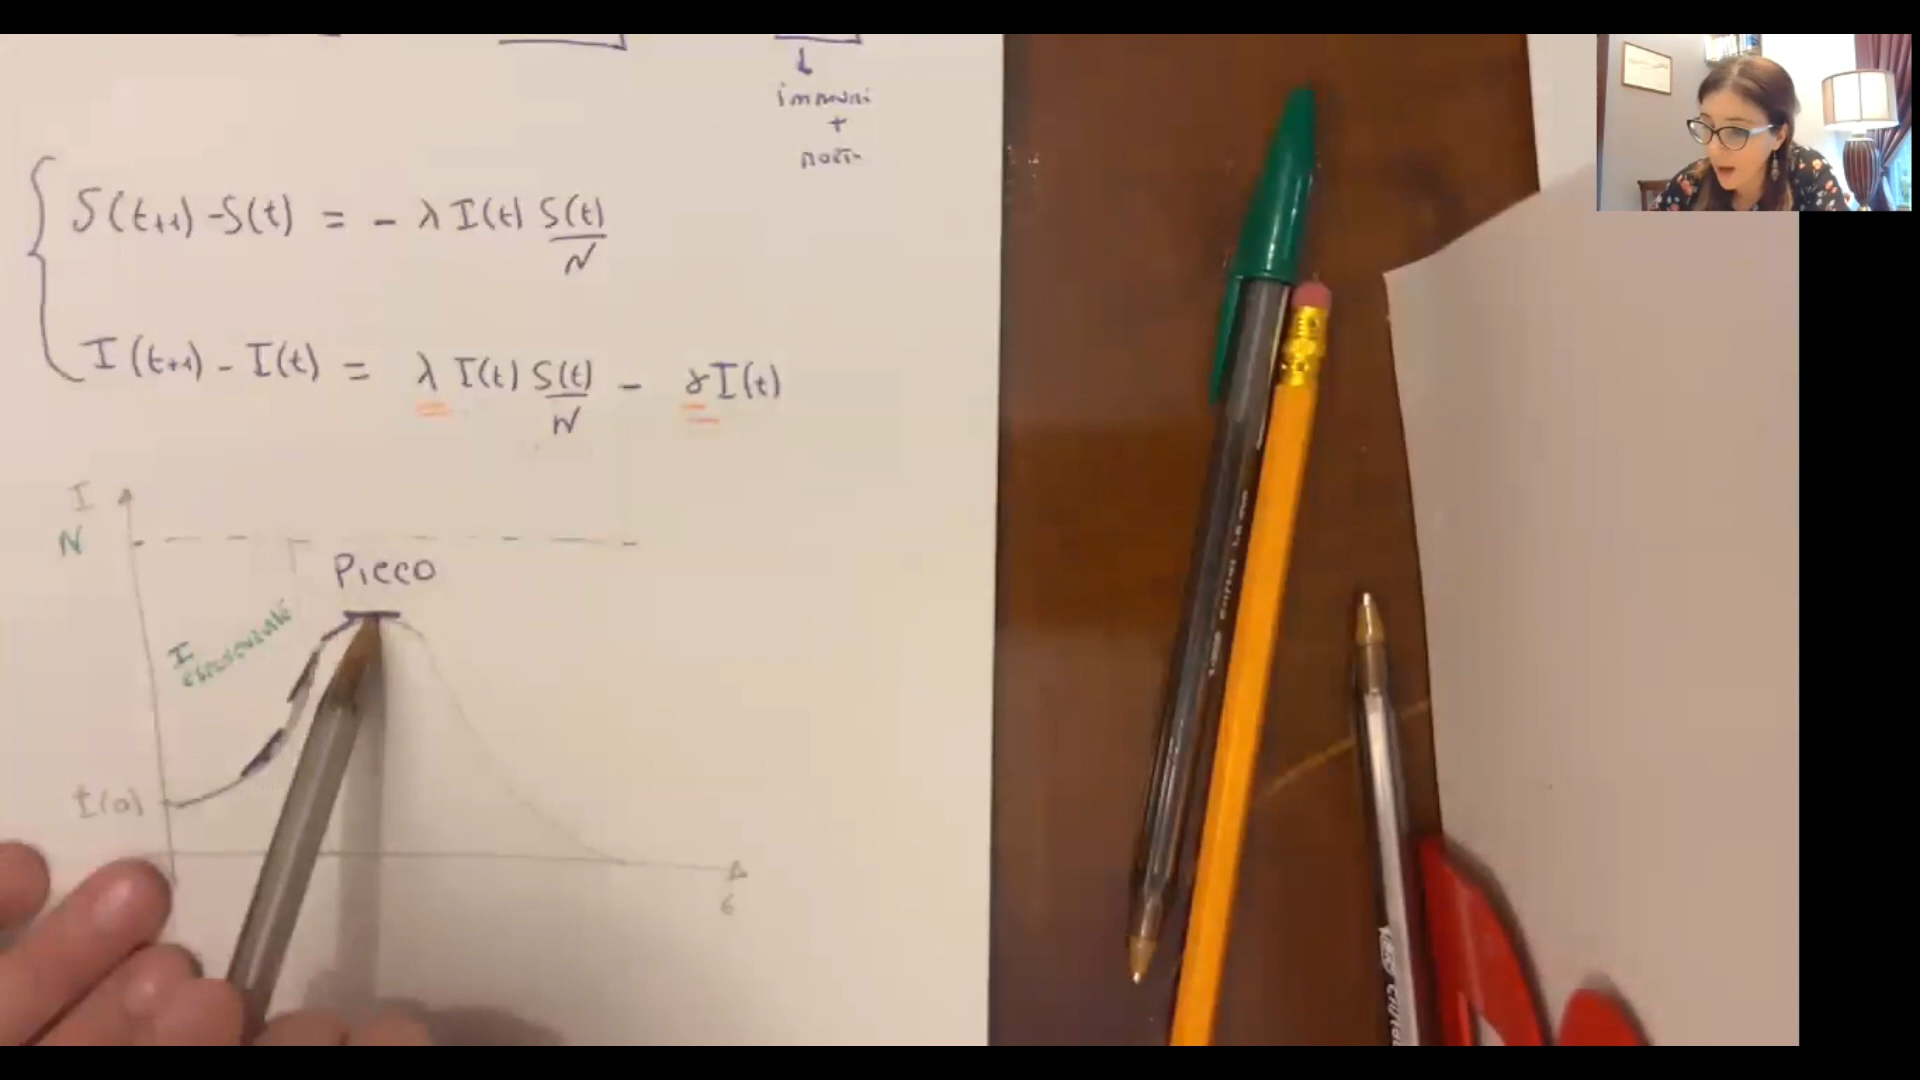 immuni
+
morti
S(t+1) - S(t) = - λ I(t) S(t)/N
I(t+1) - I(t) = λ I(t) S(t)/N - γ I(t)
I
N
Picco
I
esponenziale
I(0)
t